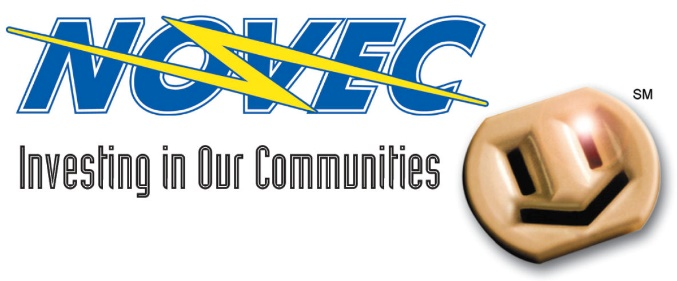 NOVEC
SM
Investing in Our Communities